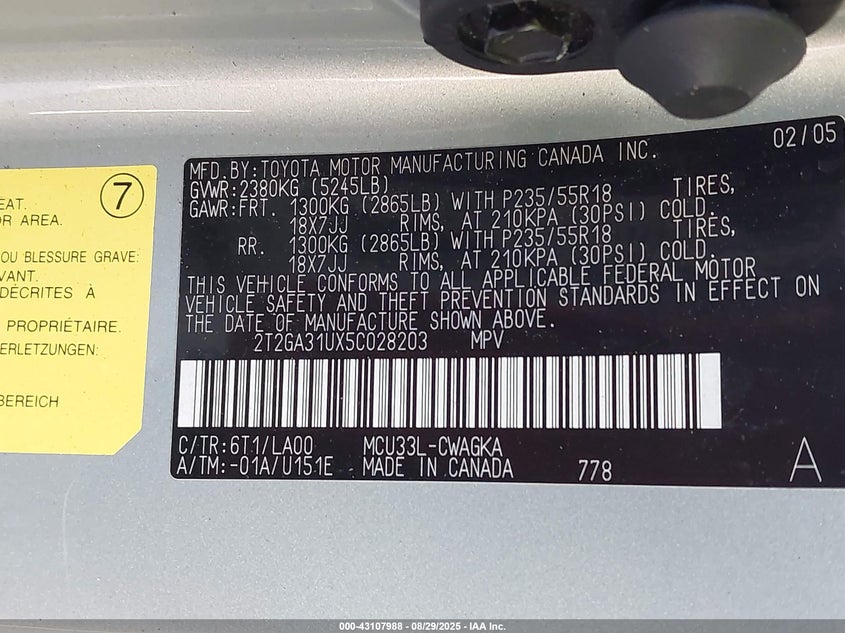 7
EAT.
OR AREA.
OU BLESSURE GRAVE:
VANT.
DÉCRITES À
PROPRIÉTAIRE.
ERLETZUNGEN:
BEREICH
02/05
MFD. BY: TOYOTA MOTOR MANUFACTURING CANADA INC.
GVWR: 2380KG (5245LB)
GAWR: FRT. 1300KG (2865LB) WITH P235/55R18 TIRES,
18X7JJ RIMS, AT 210KPA (30PSI) COLD.
RR. 1300KG (2865LB) WITH P235/55R18 TIRES,
18X7JJ RIMS, AT 210KPA (30PSI) COLD.
THIS VEHICLE CONFORMS TO ALL APPLICABLE FEDERAL MOTOR
VEHICLE SAFETY AND THEFT PREVENTION STANDARDS IN EFFECT ON
THE DATE OF MANUFACTURE SHOWN ABOVE.
2T2GA31UX5C028203 MPV
C/TR: 6T1/LA00 MCU33L-CWAGKA
A/TM: -01A/U151E MADE IN CANADA 778 A
000-43107988 - 08/29/2025 - IAA Inc.